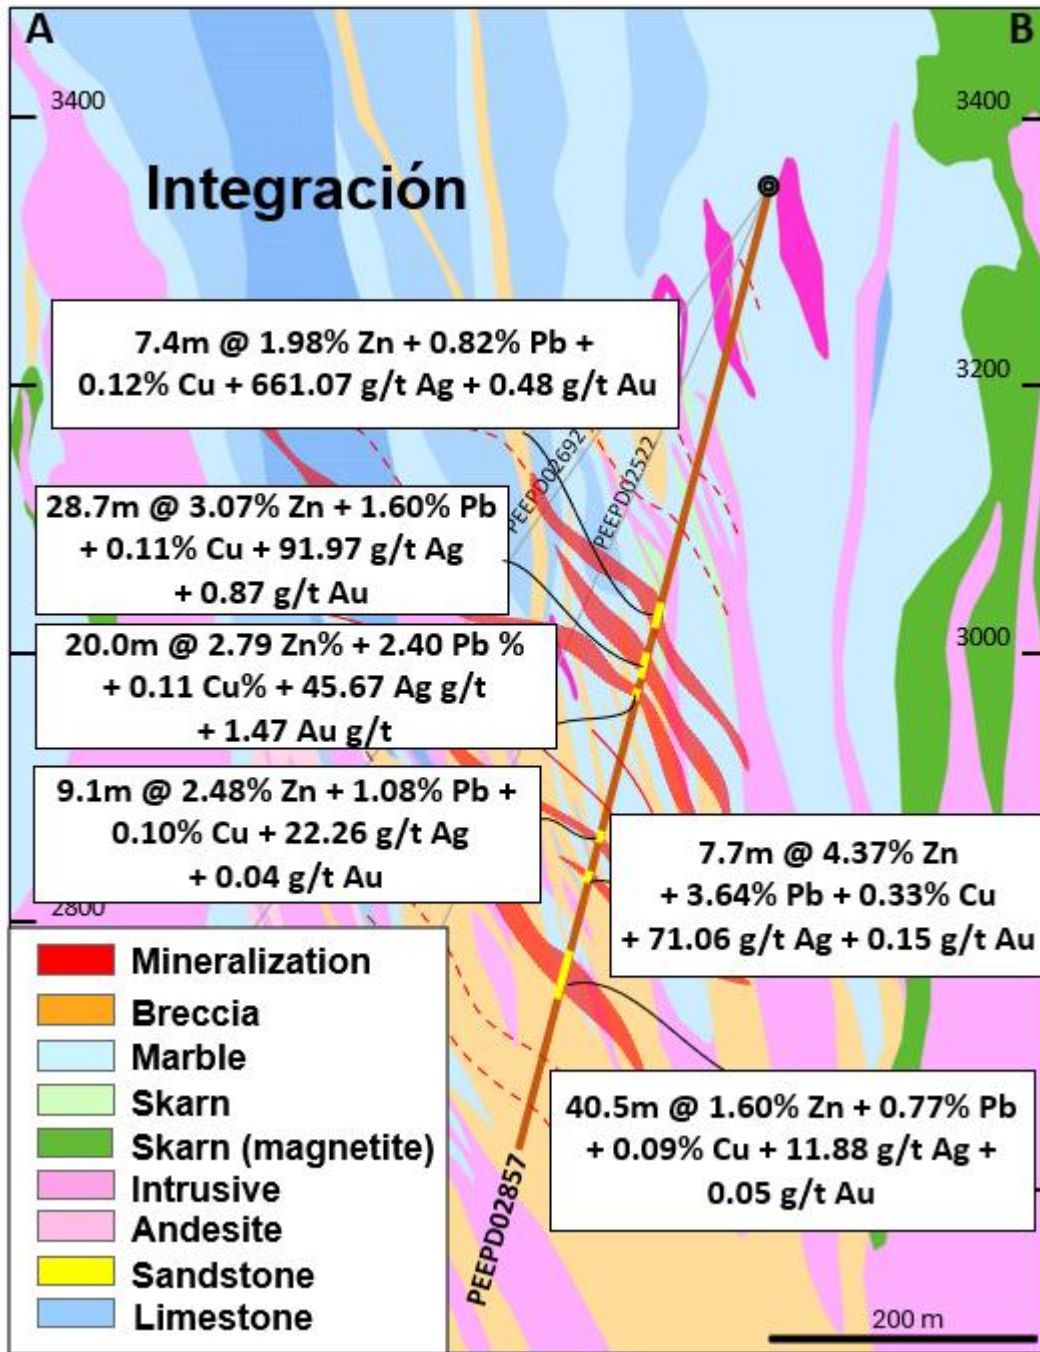 A
B
3400
3400
Integración
7.4m @ 1.98% Zn + 0.82% Pb +
0.12% Cu + 661.07 g/t Ag + 0.48 g/t Au
3200
PEEPD02692
PEEPD02522
28.7m @ 3.07% Zn + 1.60% Pb
+ 0.11% Cu + 91.97 g/t Ag
+ 0.87 g/t Au
20.0m @ 2.79 Zn% + 2.40 Pb %
+ 0.11 Cu% + 45.67 Ag g/t
+ 1.47 Au g/t
3000
9.1m @ 2.48% Zn + 1.08% Pb +
0.10% Cu + 22.26 g/t Ag
+ 0.04 g/t Au
7.7m @ 4.37% Zn
+ 3.64% Pb + 0.33% Cu
+ 71.06 g/t Ag + 0.15 g/t Au
2800
Mineralization
Breccia
Marble
Skarn
Skarn (magnetite)
Intrusive
Andesite
Sandstone
Limestone
40.5m @ 1.60% Zn + 0.77% Pb
+ 0.09% Cu + 11.88 g/t Ag +
0.05 g/t Au
PEEPD02857
200 m